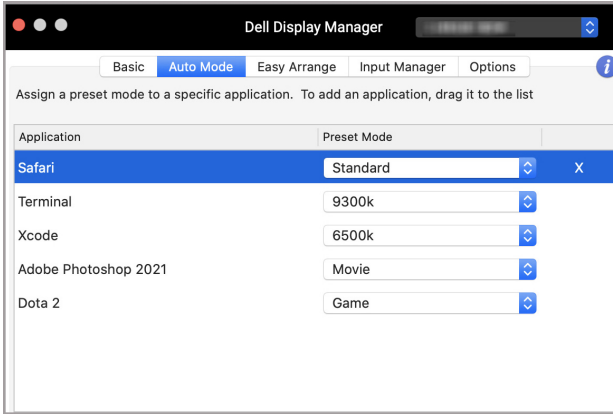 Dell Display Manager
Basic Auto Mode Easy Arrange Input Manager Options i
Assign a preset mode to a specific application. To add an application, drag it to the list
Application Preset Mode
Safari Standard X
Terminal 9300k
Xcode 6500k
Adobe Photoshop 2021 Movie
Dota 2 Game